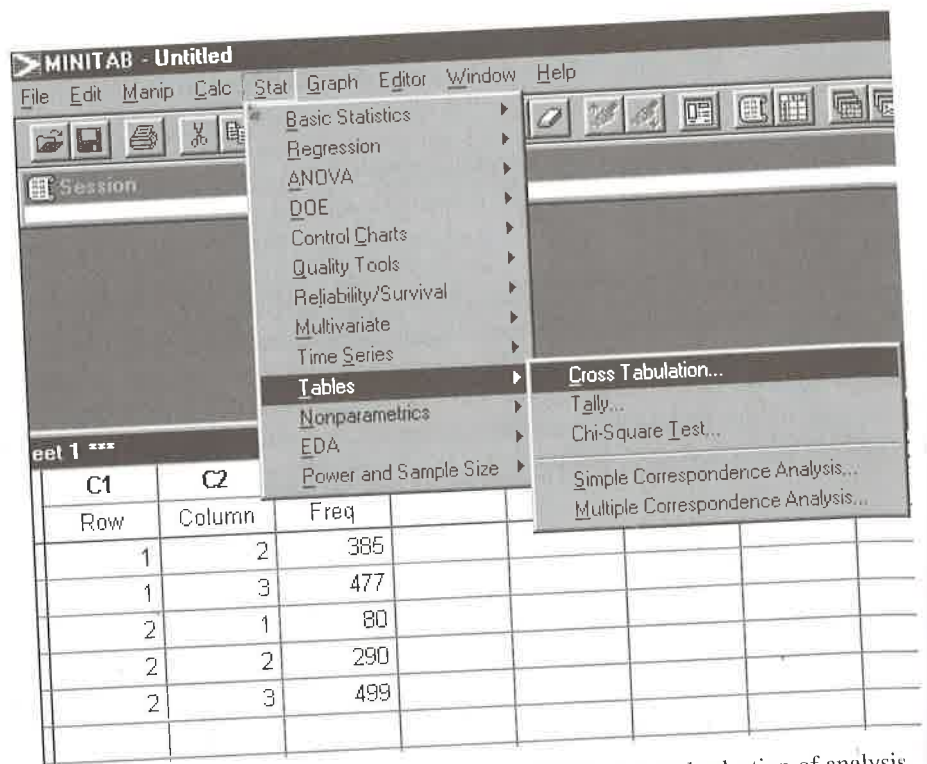 MINITAB - Untitled
File Edit Manip Calc Stat Graph Editor Window Help
Basic Statistics
Regression
ANOVA
DOE
Control Charts
Quality Tools
Reliability/Survival
Multivariate
Time Series
Tables
Nonparametrics
EDA
Power and Sample Size
Session
Cross Tabulation...
Tally...
Chi-Square Test...
Simple Correspondence Analysis...
Multiple Correspondence Analysis...
eet 1 ***
C1 C2
Row Column Freq
1 2 385
1 3 477
2 1 80
2 2 290
2 3 499
of analysis